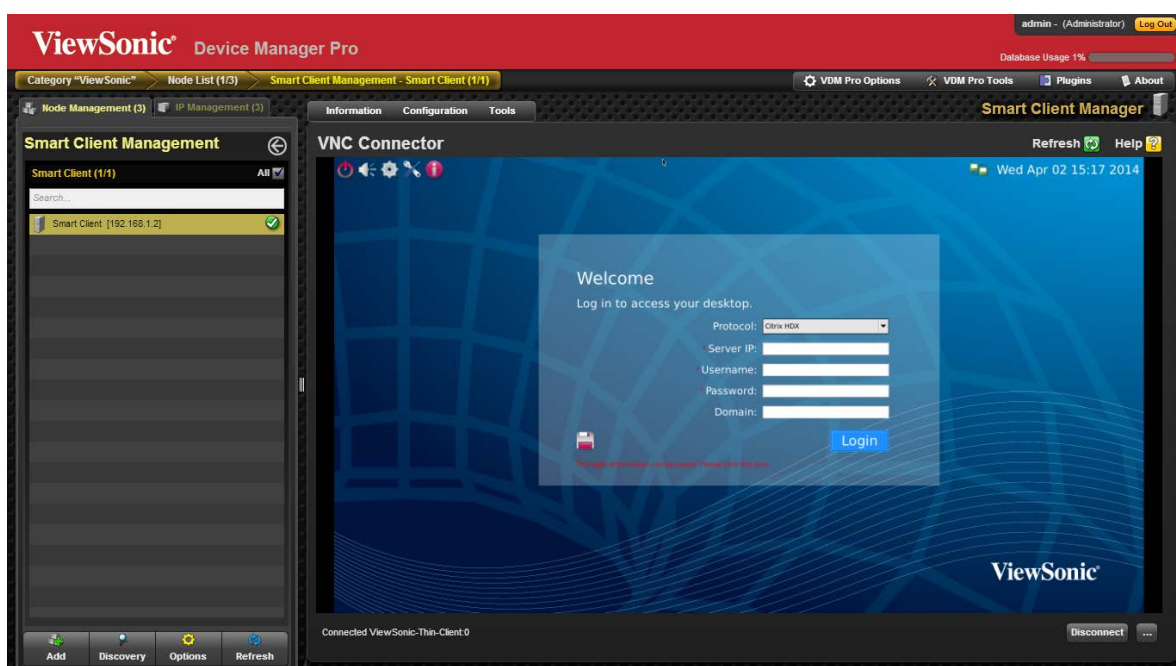 admin - (Administrator) Log Out
ViewSonic® Device Manager Pro
Database Usage 1%
Category "ViewSonic" Node List (1/3) Smart Client Management - Smart Client (1/1) VDM Pro Options VDM Pro Tools Plugins About
Node Management (3) IP Management (3) Information Configuration Tools Smart Client Manager
Smart Client Management VNC Connector Refresh Help
Smart Client (1/1) All Wed Apr 02 15:17 2014
Search...
Smart Client [192.168.1.2]
Welcome
Log in to access your desktop.
Protocol: Citrix HDX
*Server IP:
*Username:
*Password:
Domain:
Login
ViewSonic®
Connected ViewSonic-Thin-Client:0 Disconnect ...
Add Discovery Options Refresh